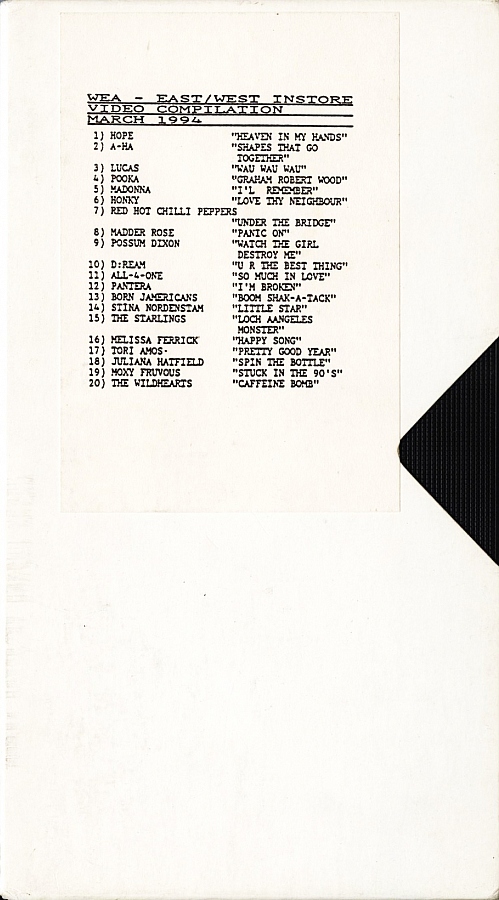 WEA - EAST/WEST INSTORE
VIDEO COMPILATION
MARCH 1994
1) HOPE "HEAVEN IN MY HANDS"
2) A-HA "SHAPES THAT GO
TOGETHER"
3) LUCAS "WAU WAU WAU"
4) POOKA "GRAHAM ROBERT WOOD"
5) MADONNA "I'L REMEMBER"
6) HONKY "LOVE THY NEIGHBOUR"
7) RED HOT CHILLI PEPPERS
"UNDER THE BRIDGE"
8) MADDER ROSE "PANIC ON"
9) POSSUM DIXON "WATCH THE GIRL
DESTROY ME"
10) D:REAM "U R THE BEST THING"
11) ALL-4-ONE "SO MUCH IN LOVE"
12) PANTERA "I'M BROKEN"
13) BORN JAMERICANS "BOOM SHAK-A-TACK"
14) STINA NORDENSTAM "LITTLE STAR"
15) THE STARLINGS "LOCH AANGELES
MONSTER"
16) MELISSA FERRICK "HAPPY SONG"
17) TORI AMOS· "PRETTY GOOD YEAR"
18) JULIANA HATFIELD "SPIN THE BOTTLE"
19) MOXY FRUVOUS "STUCK IN THE 90'S"
20) THE WILDHEARTS "CAFFEINE BOMB"